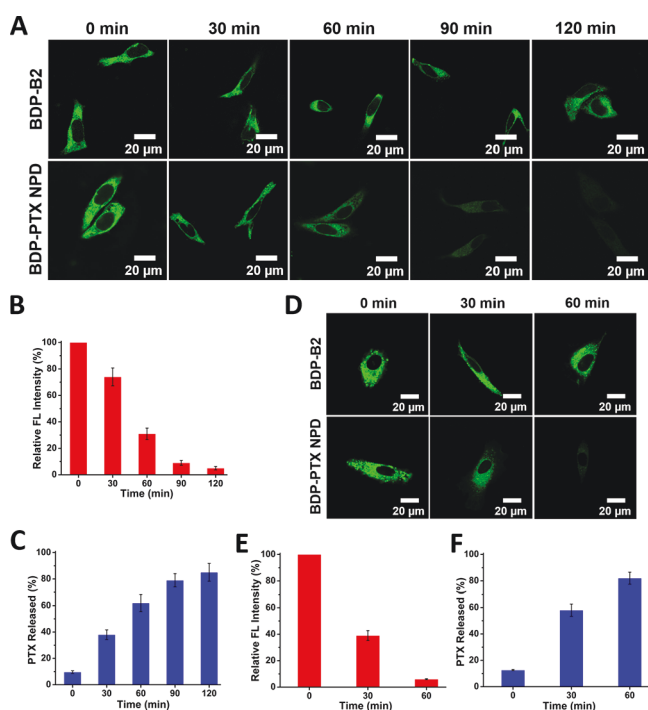 A
0 min 30 min 60 min 90 min 120 min
BDP-B2
20 µm 20 µm 20 µm 20 µm 20 µm
BDP-PTX NPD
20 µm 20 µm 20 µm 20 µm 20 µm
B
Relative FL Intensity (%)
100
80
60
40
20
0
0 30 60 90 120
Time (min)
D
0 min 30 min 60 min
BDP-B2
20 µm 20 µm 20 µm
BDP-PTX NPD
20 µm 20 µm 20 µm
C
PTX Released (%)
100
80
60
40
20
0
0 30 60 90 120
Time (min)
E
Relative FL Intensity (%)
100
80
60
40
20
0
0 30 60
Time (min)
F
PTX Released (%)
100
80
60
40
20
0
0 30 60
Time (min)